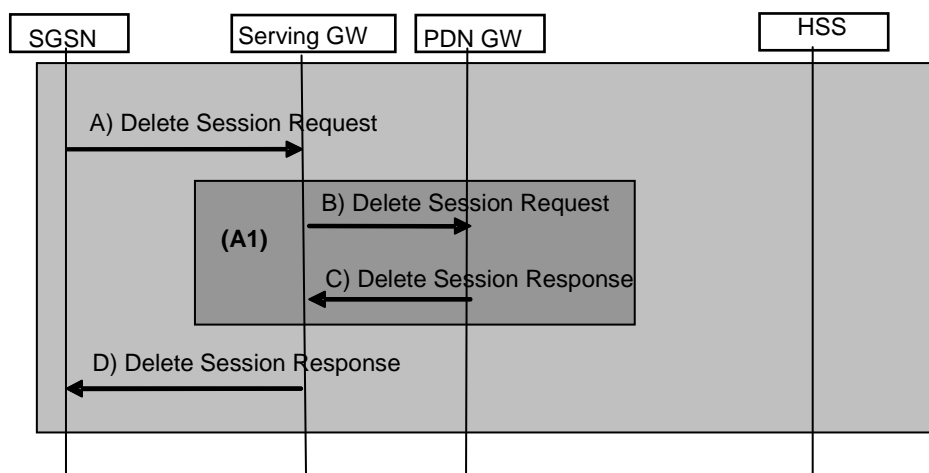 SGSN
Serving GW
PDN GW
HSS
A) Delete Session Request
B) Delete Session Request
(A1)
C) Delete Session Response
D) Delete Session Response